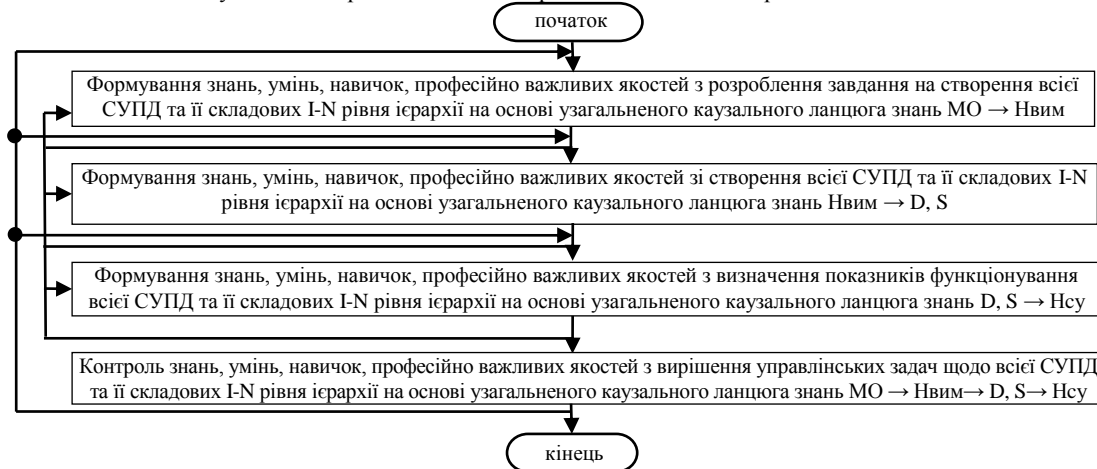 початок
Формування знань, умінь, навичок, професійно важливих якостей з розроблення завдання на створення всієї
СУПД та її складових I-N рівня ієрархії на основі узагальненого каузального ланцюга знань МО → Нвим
Формування знань, умінь, навичок, професійно важливих якостей зі створення всієї СУПД та її складових I-N
рівня ієрархії на основі узагальненого каузального ланцюга знань Нвим → D, S
Формування знань, умінь, навичок, професійно важливих якостей з визначення показників функціонування
всієї СУПД та її складових I-N рівня ієрархії на основі узагальненого каузального ланцюга знань D, S → Нсу
Контроль знань, умінь, навичок, професійно важливих якостей з вирішення управлінських задач щодо всієї СУПД
та її складових I-N рівня ієрархії на основі узагальненого каузального ланцюга знань МО → Нвим→ D, S→ Нсу
кінець